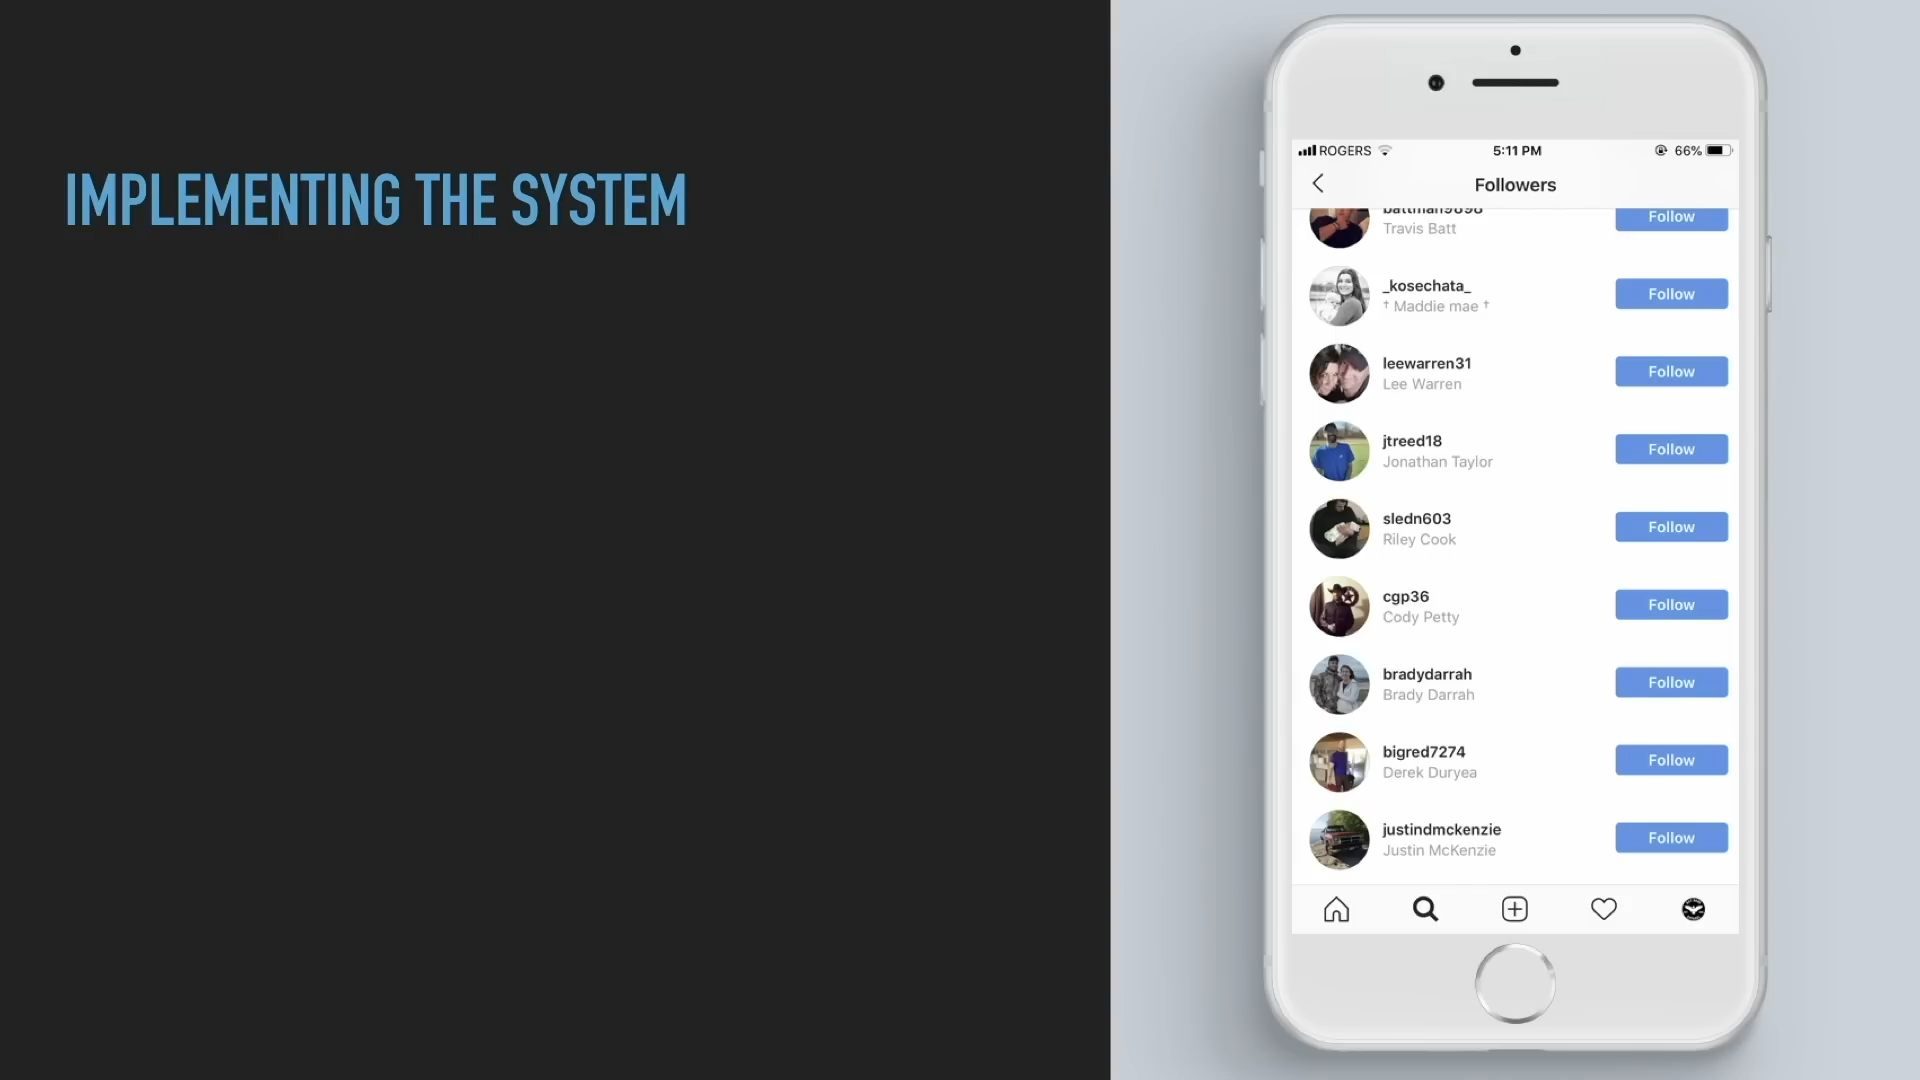 IMPLEMENTING THE SYSTEM
ROGERS 5:11 PM 66%
Followers
battman9898 Follow
Travis Batt
_kosechata_ Follow
† Maddie mae †
leewarren31 Follow
Lee Warren
jtreed18 Follow
Jonathan Taylor
sledn603 Follow
Riley Cook
cgp36 Follow
Cody Petty
bradydarrah Follow
Brady Darrah
bigred7274 Follow
Derek Duryea
justindmckenzie Follow
Justin McKenzie